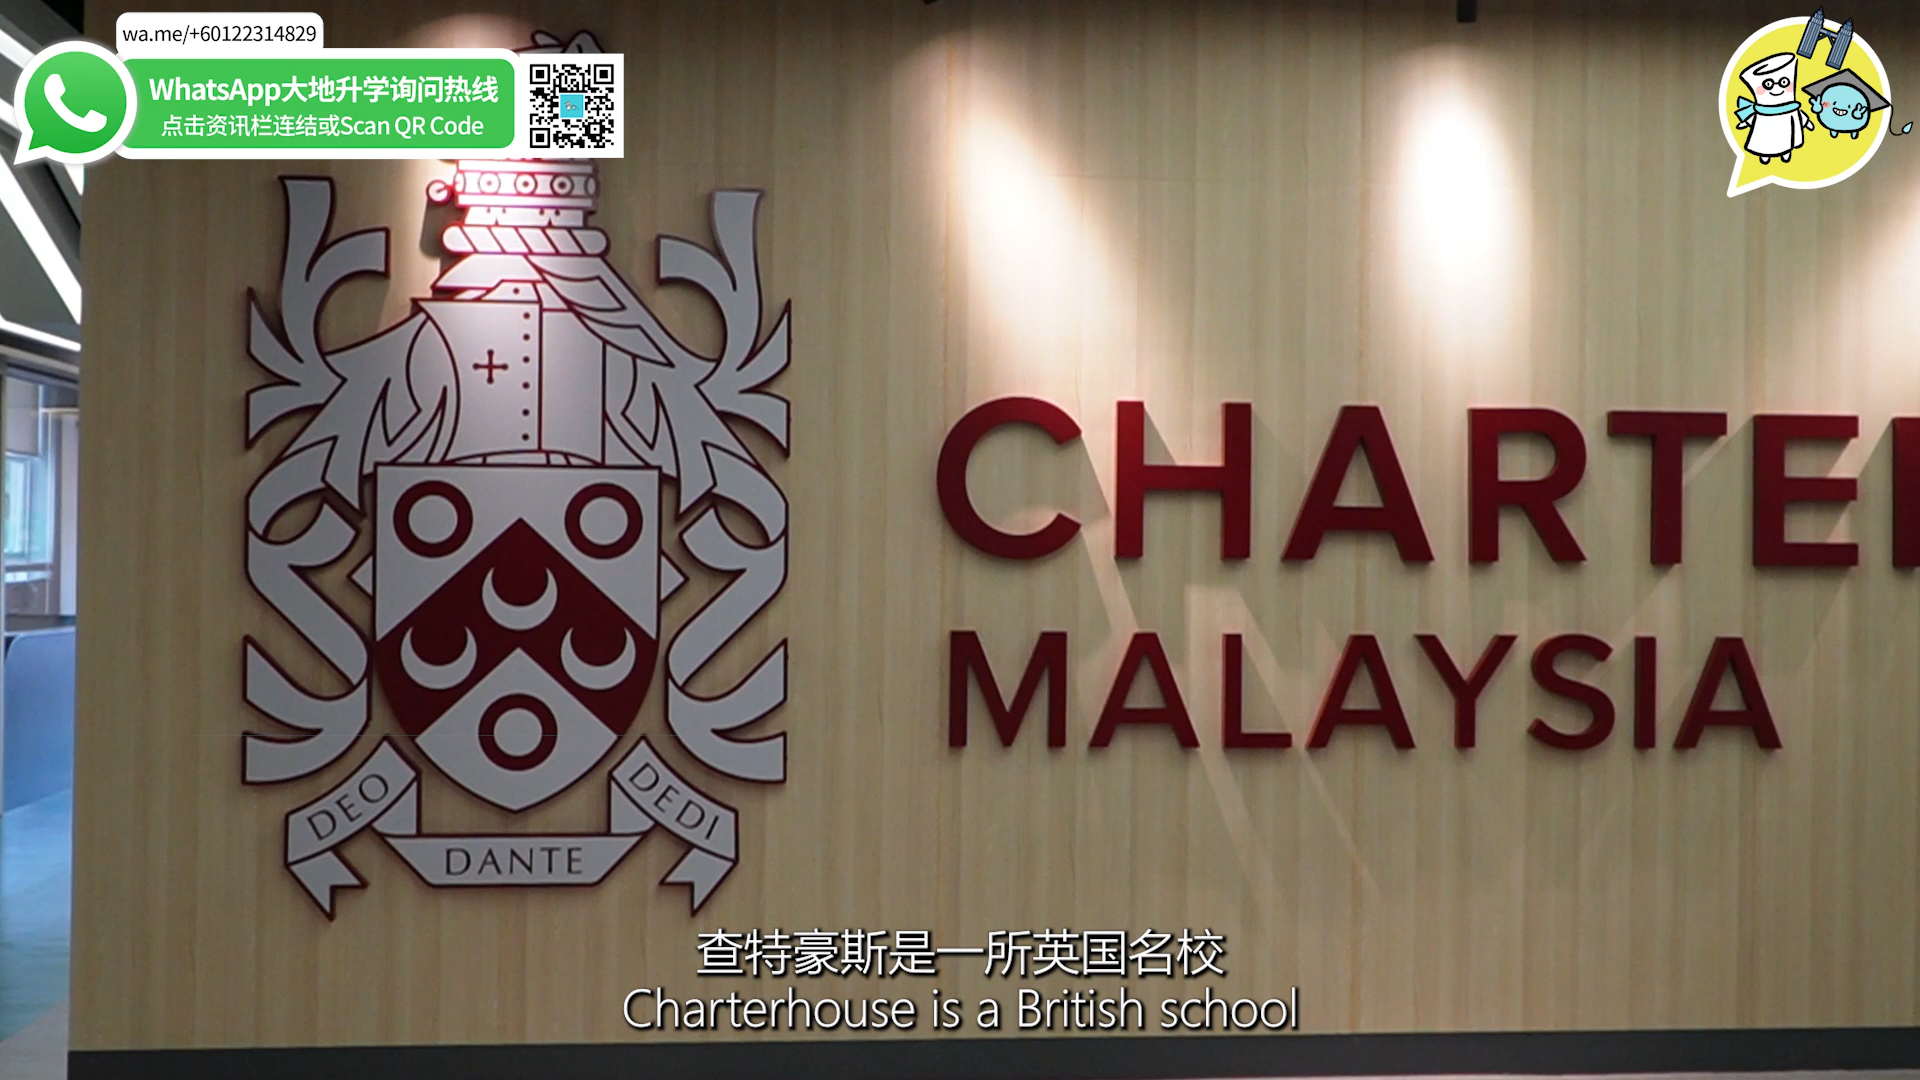 wa.me/+60122314829
WhatsApp大地升学询问热线
点击资讯栏连结或Scan QR Code
CHARTE
MALAYSIA
DEO
DANTE
DEDI
查特豪斯是一所英国名校
Charterhouse is a British school